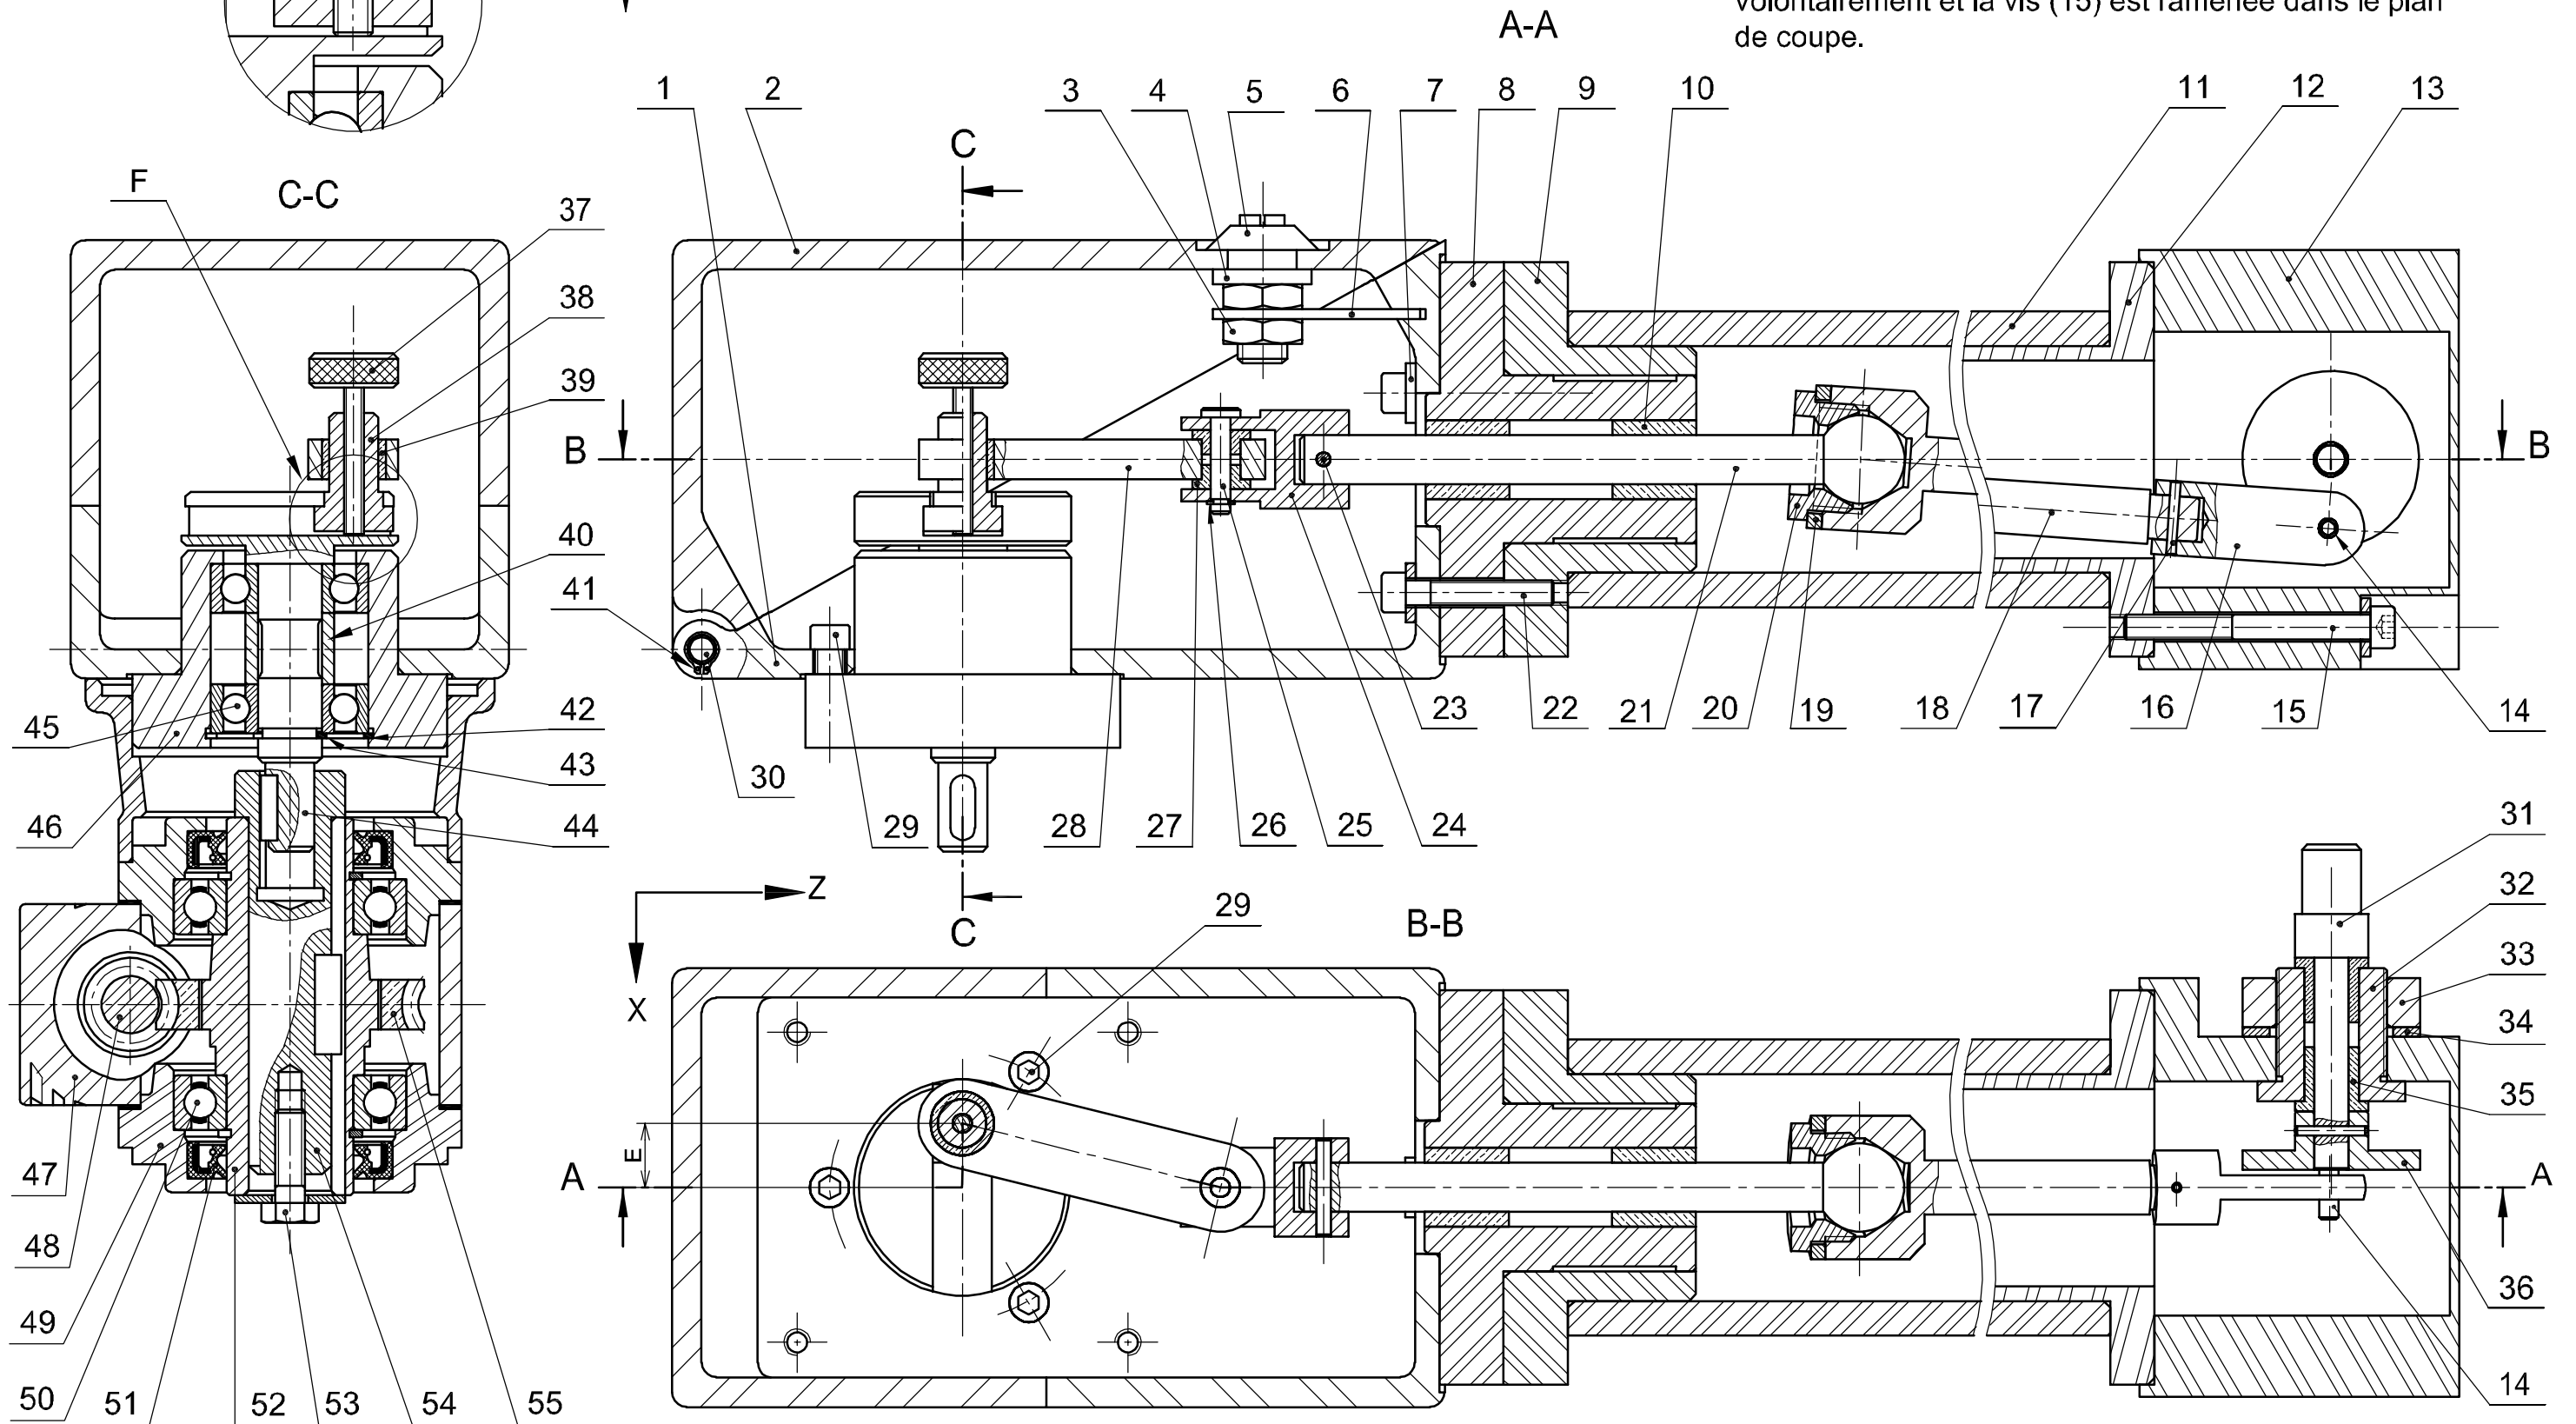 volontairement et la vis (15) est ramenée dans le plan
de coupe.
A-A
1 2 3 4 5 6 7 8 9 10 11 12 13
C
F
C-C
37
38
39
40
41
42
43
44
45
46
47
48
49
50 51 52 53 54 55
B B
30 29 28 27 26 25 24 23 22 21 20 19 18 17 16 15 14
Z
X
C
29
B-B
E
A A
31
32
33
34
35
36
14